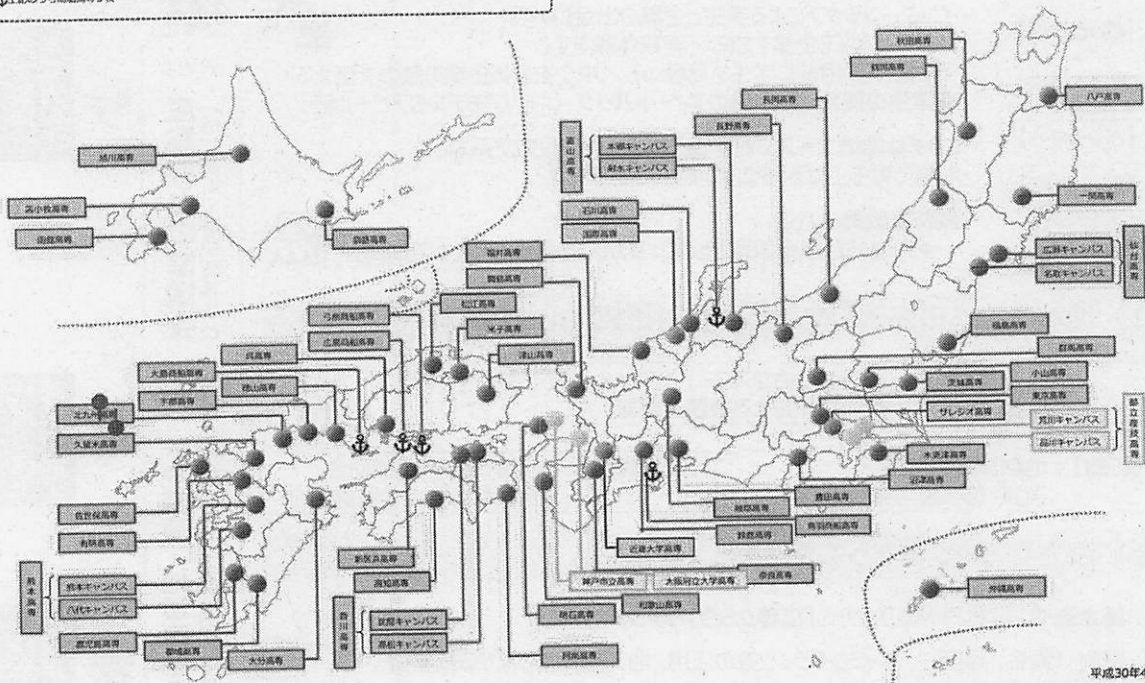 秋田高専
鶴岡高専
八戸高専
長岡高専
長野高専
富山高専
本郷キャンパス
射水キャンパス
旭川高専
苫小牧高専
函館高専
釧路高専
一関高専
石川高専
国際高専
仙台高専
広瀬キャンパス
名取キャンパス
福井高専
舞鶴高専
松江高専
弓削商船高専
米子高専
広島商船高専
福島高専
群馬高専
呉高専
津山高専
小山高専
大島商船高専
茨城高専
徳山高専
東京高専
宇部高専
サレジオ高専
北九州高専
都立産技高専
荒川キャンパス
品川キャンパス
久留米高専
木更津高専
沼津高専
佐世保高専
豊田高専
岐阜高専
鳥羽商船高専
有明高専
鈴鹿高専
新居浜高専
近畿大学高専
熊本高専
熊本キャンパス
八代キャンパス
高知高専
神戸市立高専
大阪府立大学高専
奈良高専
沖縄高専
和歌山高専
香川高専
詫間キャンパス
高松キャンパス
明石高専
鹿児島高専
都城高専
大分高専
阿南高専
平成30年4